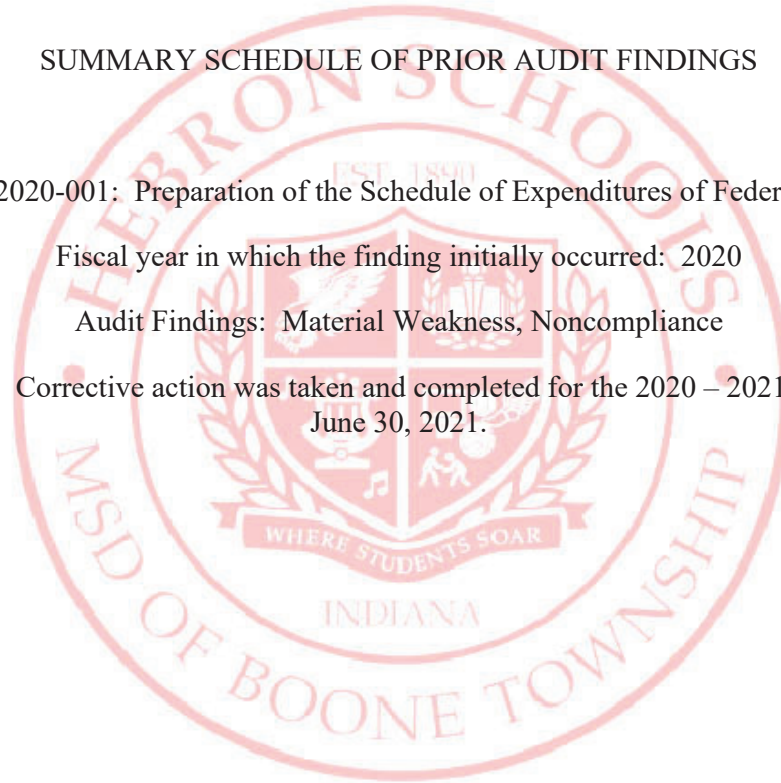 SUMMARY SCHEDULE OF PRIOR AUDIT FINDINGS
HEBRON SCHOOLS
EST. 1890
2020-001: Preparation of the Schedule of Expenditures of Feder
Fiscal year in which the finding initially occurred: 2020
Audit Findings: Material Weakness, Noncompliance
Corrective action was taken and completed for the 2020 – 2021
June 30, 2021.
WHERE STUDENTS SOAR
INDIANA
MSD OF BOONE TOWNSHIP